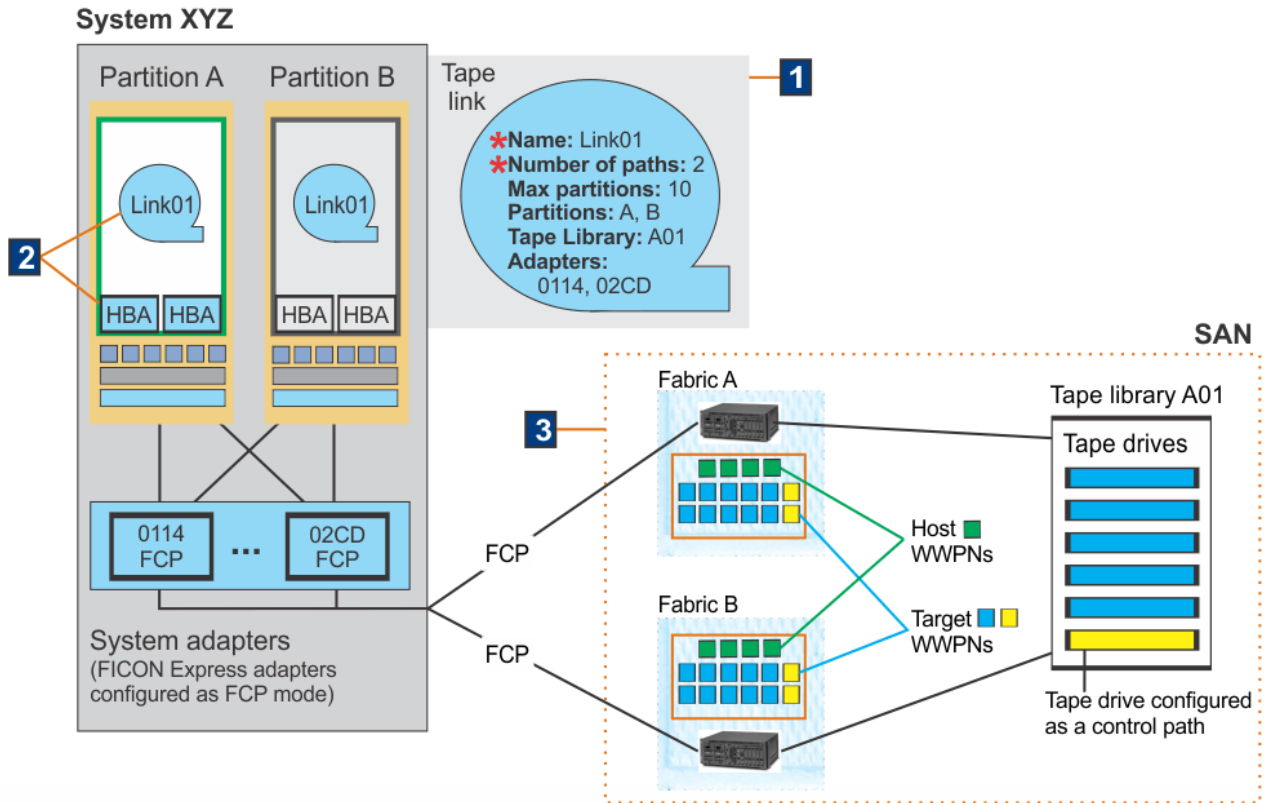 System XYZ
Partition A
Partition B
Link01
Link01
HBA
HBA
HBA
HBA
2
Tape
link
*Name: Link01
*Number of paths: 2
Max partitions: 10
Partitions: A, B
Tape Library: A01
Adapters:
0114, 02CD
1
0114
FCP
...
02CD
FCP
System adapters
(FICON Express adapters
configured as FCP mode)
FCP
FCP
SAN
3
Fabric A
Fabric B
Host
WWPNs
Target
WWPNs
Tape library A01
Tape drives
Tape drive configured
as a control path